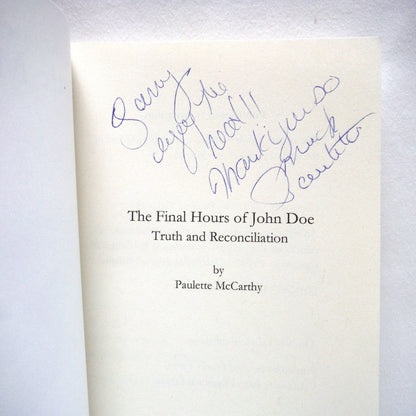 enjoy the
read!!
Thank you so
much
The Final Hours of John Doe
Truth and Reconciliation
by
Paulette McCarthy